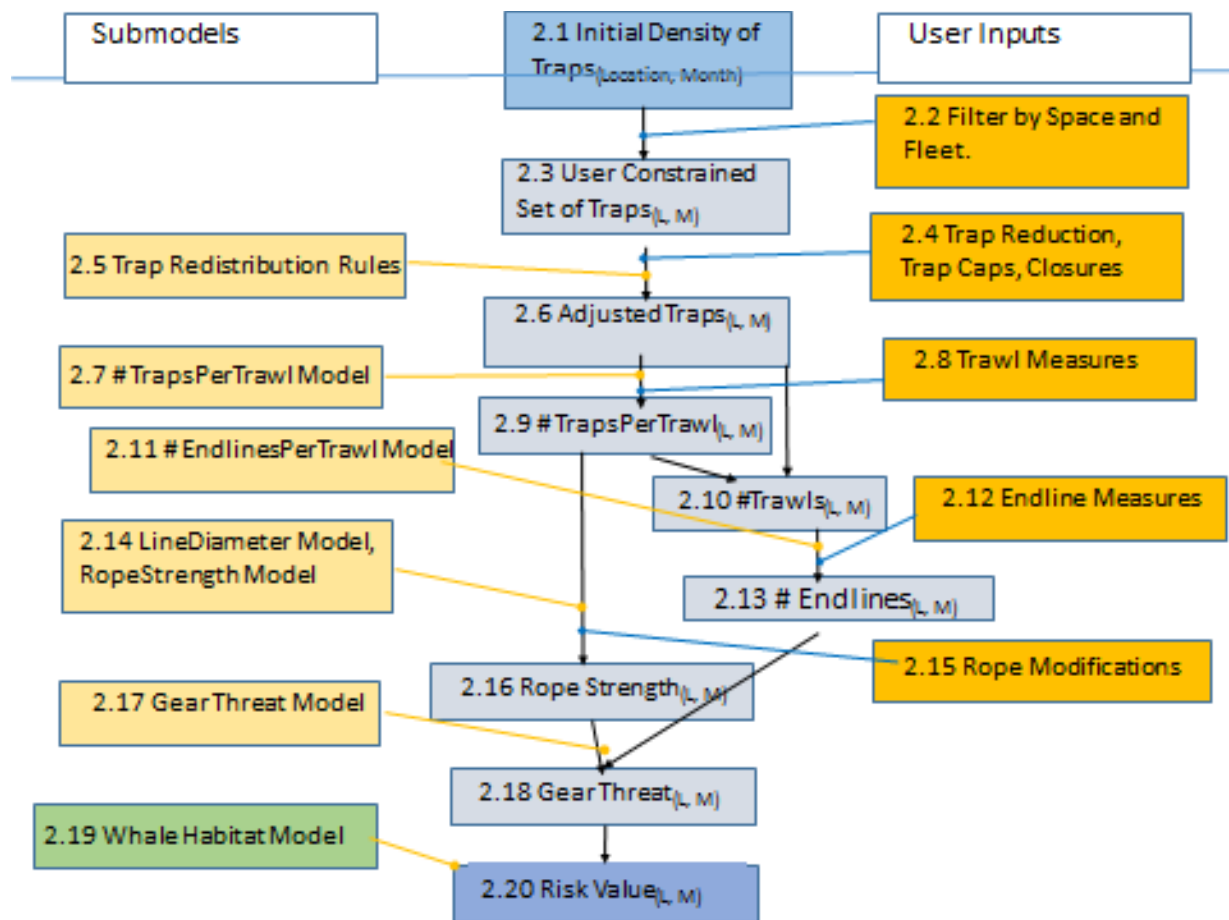 Submodels
2.1 Initial Density of
Traps(Location, Month)
User Inputs
2.2 Filter by Space and
Fleet.
2.3 User Constrained
Set of Traps(L, M)
2.4 Trap Reduction,
Trap Caps, Closures
2.5 Trap Redistribution Rules
2.6 Adjusted Traps(L, M)
2.7 #TrapsPerTrawl Model
2.8 Trawl Measures
2.9 #TrapsPerTrawl(L, M)
2.11 #EndlinesPerTrawl Model
2.10 #Trawls(L, M)
2.12 Endline Measures
2.14 LineDiameter Model,
RopeStrength Model
2.13 # Endlines(L, M)
2.15 Rope Modifications
2.16 Rope Strength(L, M)
2.17 GearThreat Model
2.18 GearThreat(L, M)
2.19 Whale Habitat Model
2.20 Risk Value(L, M)